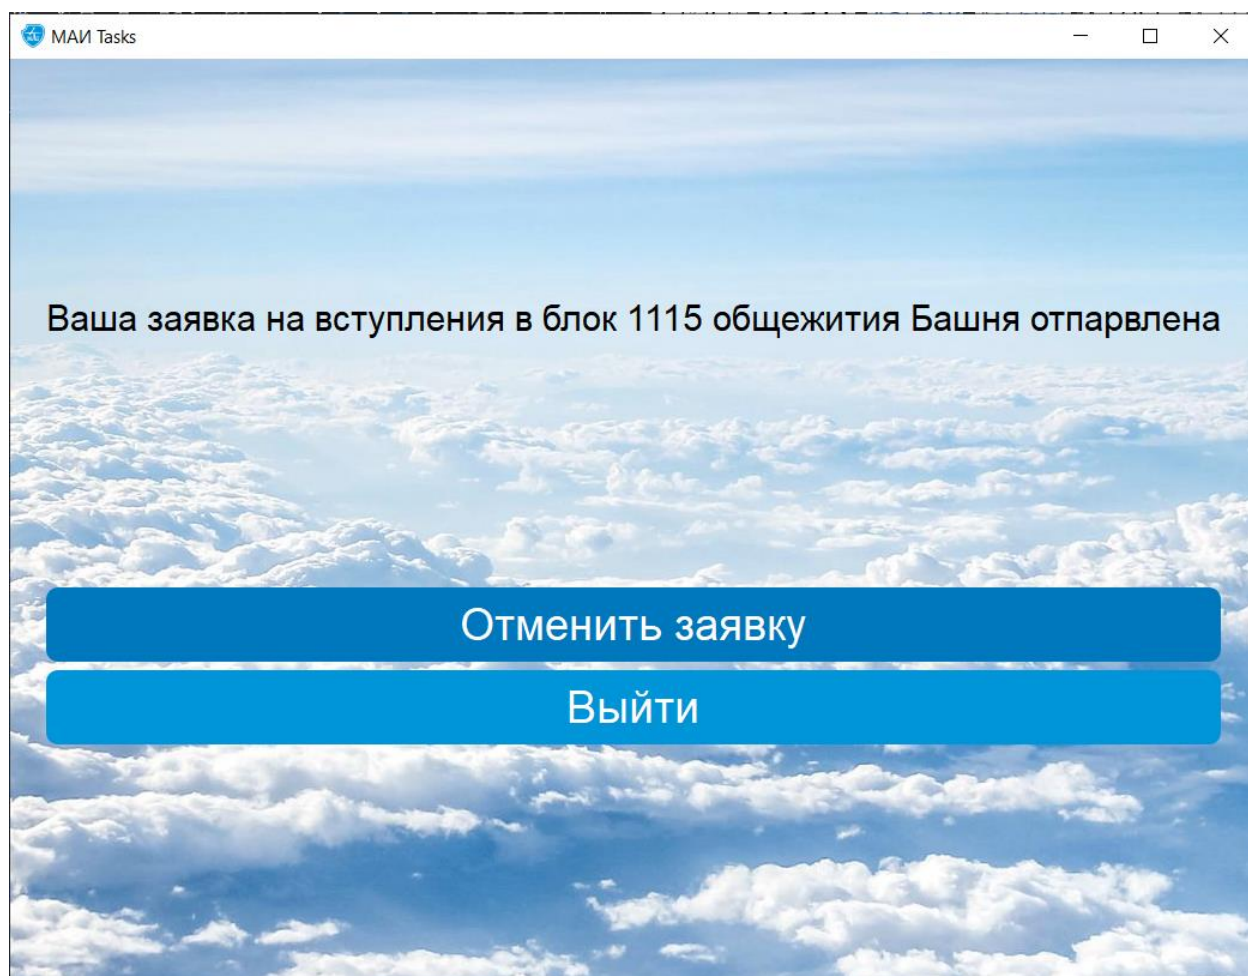 МАИ Tasks
Ваша заявка на вступления в блок 1115 общежития Башня отпарвлена
Отменить заявку
Выйти